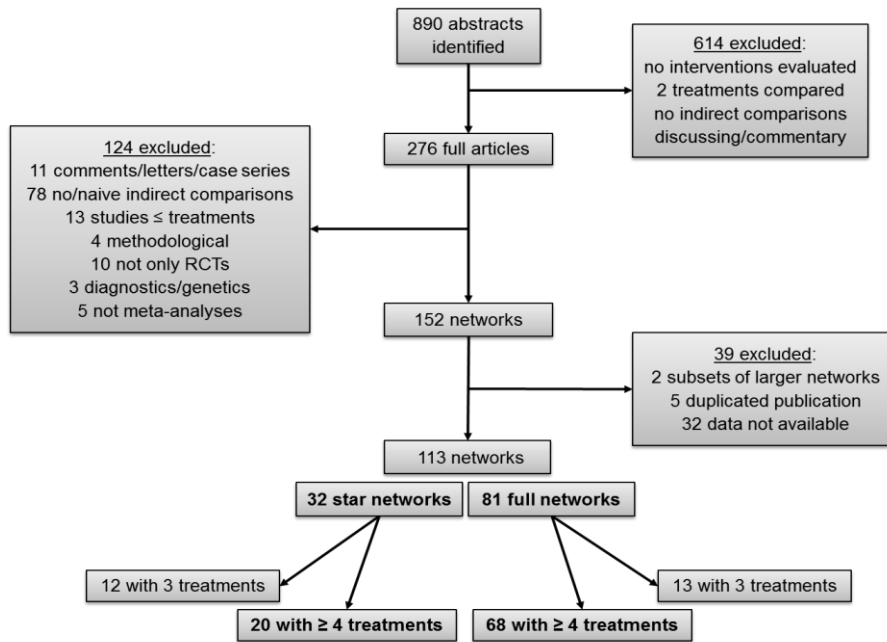 890 abstracts
identified
614 excluded:
no interventions evaluated
2 treatments compared
no indirect comparisons
discussing/commentary
276 full articles
124 excluded:
11 comments/letters/case series
78 no/naive indirect comparisons
13 studies ≤ treatments
4 methodological
10 not only RCTs
3 diagnostics/genetics
5 not meta-analyses
152 networks
39 excluded:
2 subsets of larger networks
5 duplicated publication
32 data not available
113 networks
32 star networks
81 full networks
12 with 3 treatments
13 with 3 treatments
20 with ≥ 4 treatments
68 with ≥ 4 treatments